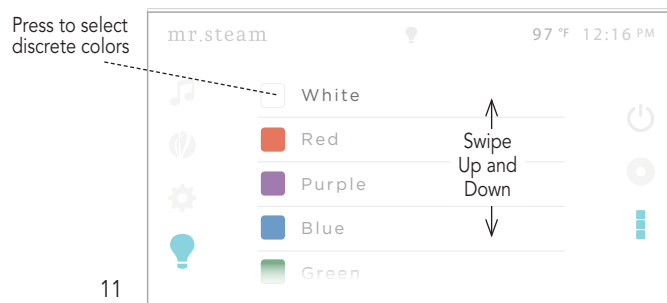 Press to select
discrete colors
mr.steam 97 °F 12:16 PM
White
Red
Purple
Blue
Green
Swipe
Up and
Down
11